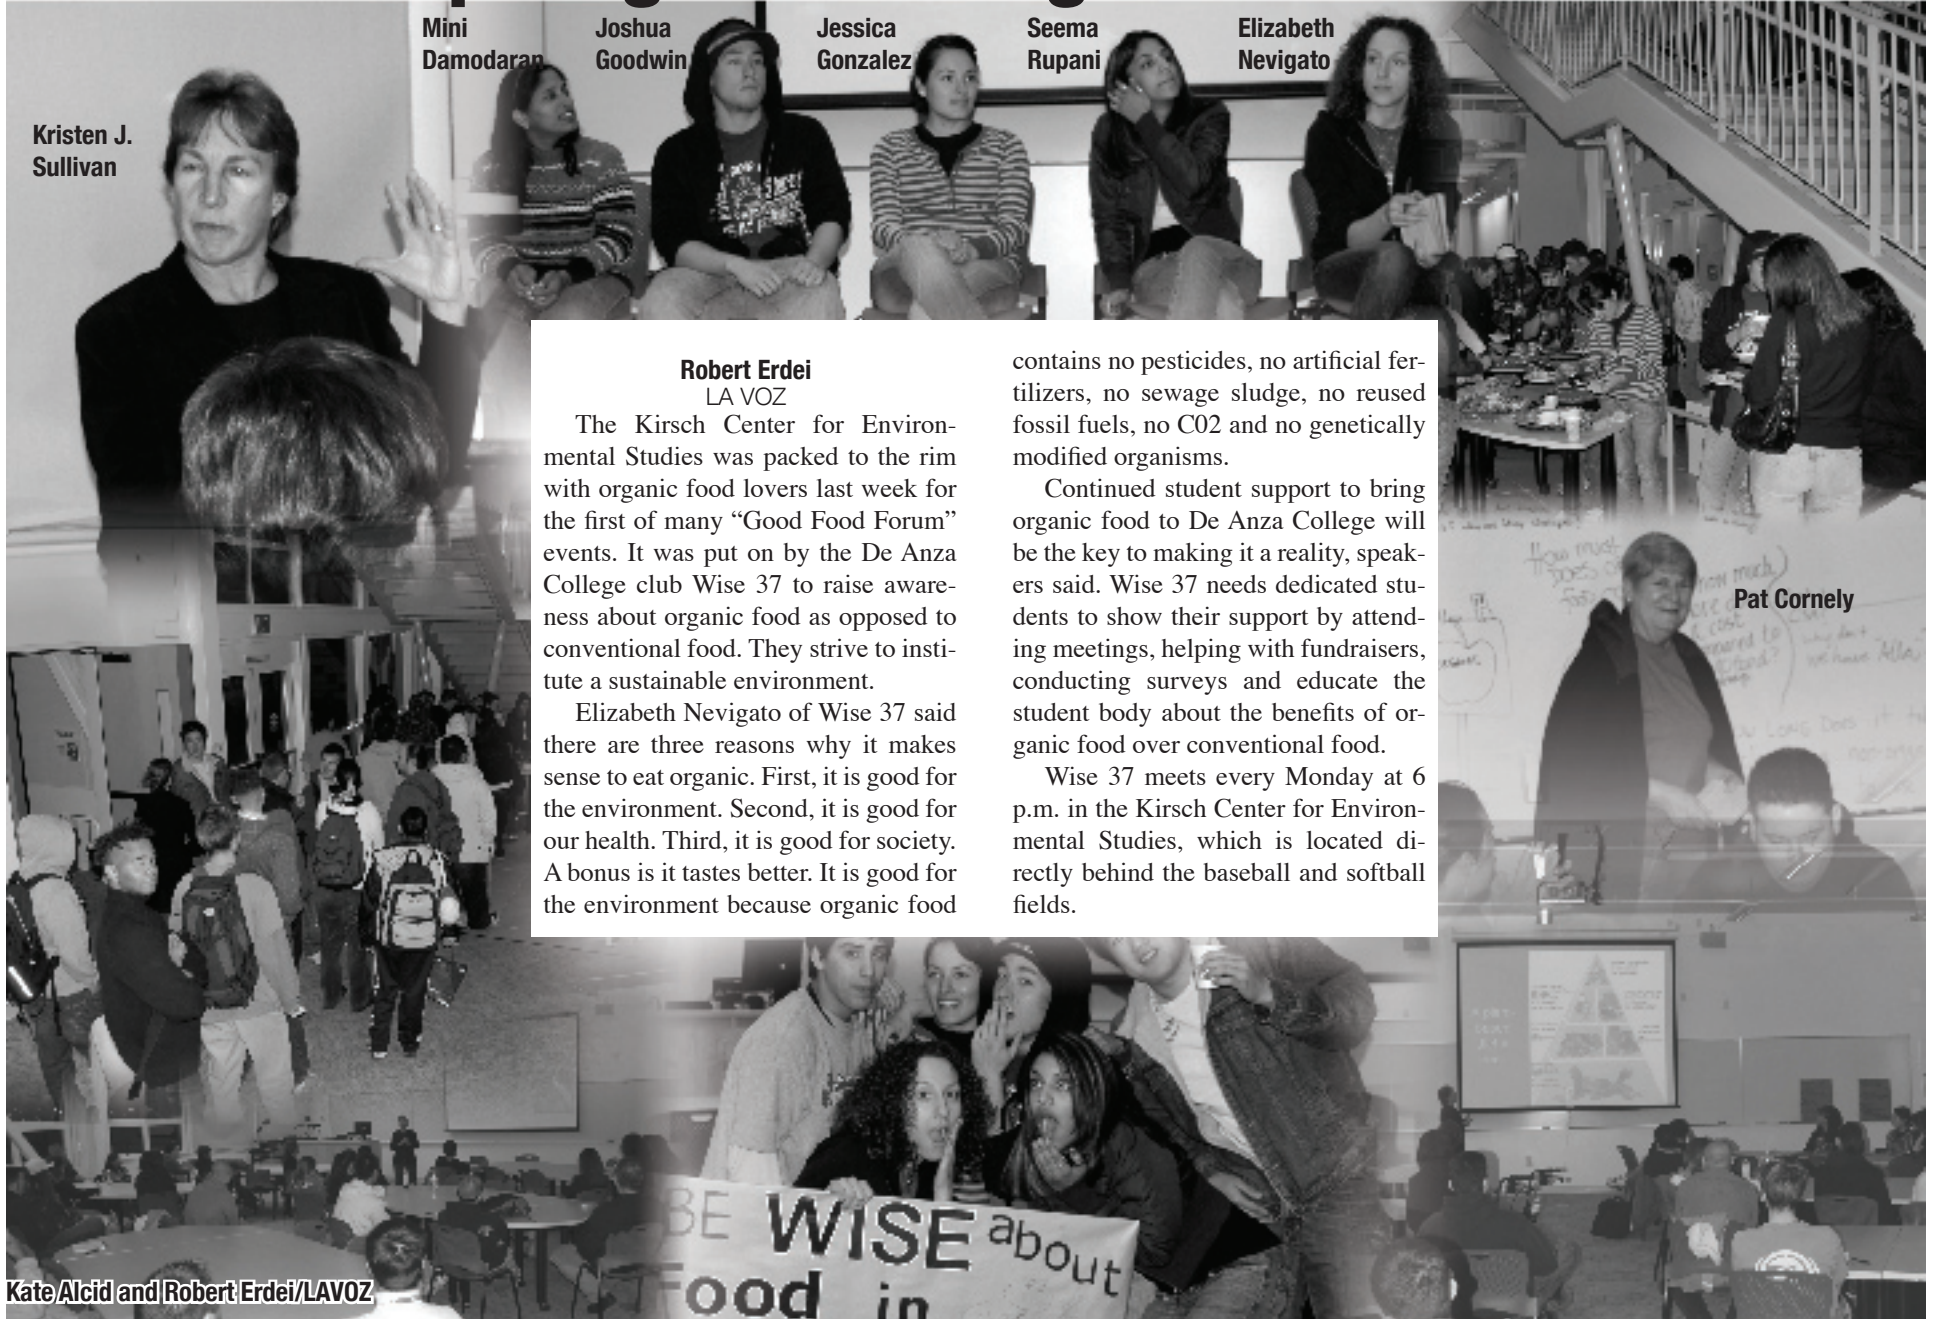 Mini
Damodaran
Joshua
Goodwin
Jessica
Gonzalez
Seema
Rupani
Elizabeth
Nevigato
Kristen J.
Sullivan
Robert Erdei
LA VOZ
The Kirsch Center for Environ-
mental Studies was packed to the rim
with organic food lovers last week for
the first of many “Good Food Forum”
events. It was put on by the De Anza
College club Wise 37 to raise aware-
ness about organic food as opposed to
conventional food. They strive to insti-
tute a sustainable environment.
Elizabeth Nevigato of Wise 37 said
there are three reasons why it makes
sense to eat organic. First, it is good for
the environment. Second, it is good for
our health. Third, it is good for society.
A bonus is it tastes better. It is good for
the environment because organic food
contains no pesticides, no artificial fer-
tilizers, no sewage sludge, no reused
fossil fuels, no C02 and no genetically
modified organisms.
Continued student support to bring
organic food to De Anza College will
be the key to making it a reality, speak-
ers said. Wise 37 needs dedicated stu-
dents to show their support by attend-
ing meetings, helping with fundraisers,
conducting surveys and educate the
student body about the benefits of or-
ganic food over conventional food.
Wise 37 meets every Monday at 6
p.m. in the Kirsch Center for Environ-
mental Studies, which is located di-
rectly behind the baseball and softball
fields.
How much
does
how much
cost
Pat Cornely
why don't
we have
How Long Does it
BE WISE about
Food in
Kate Alcid and Robert Erdei/LAVOZ